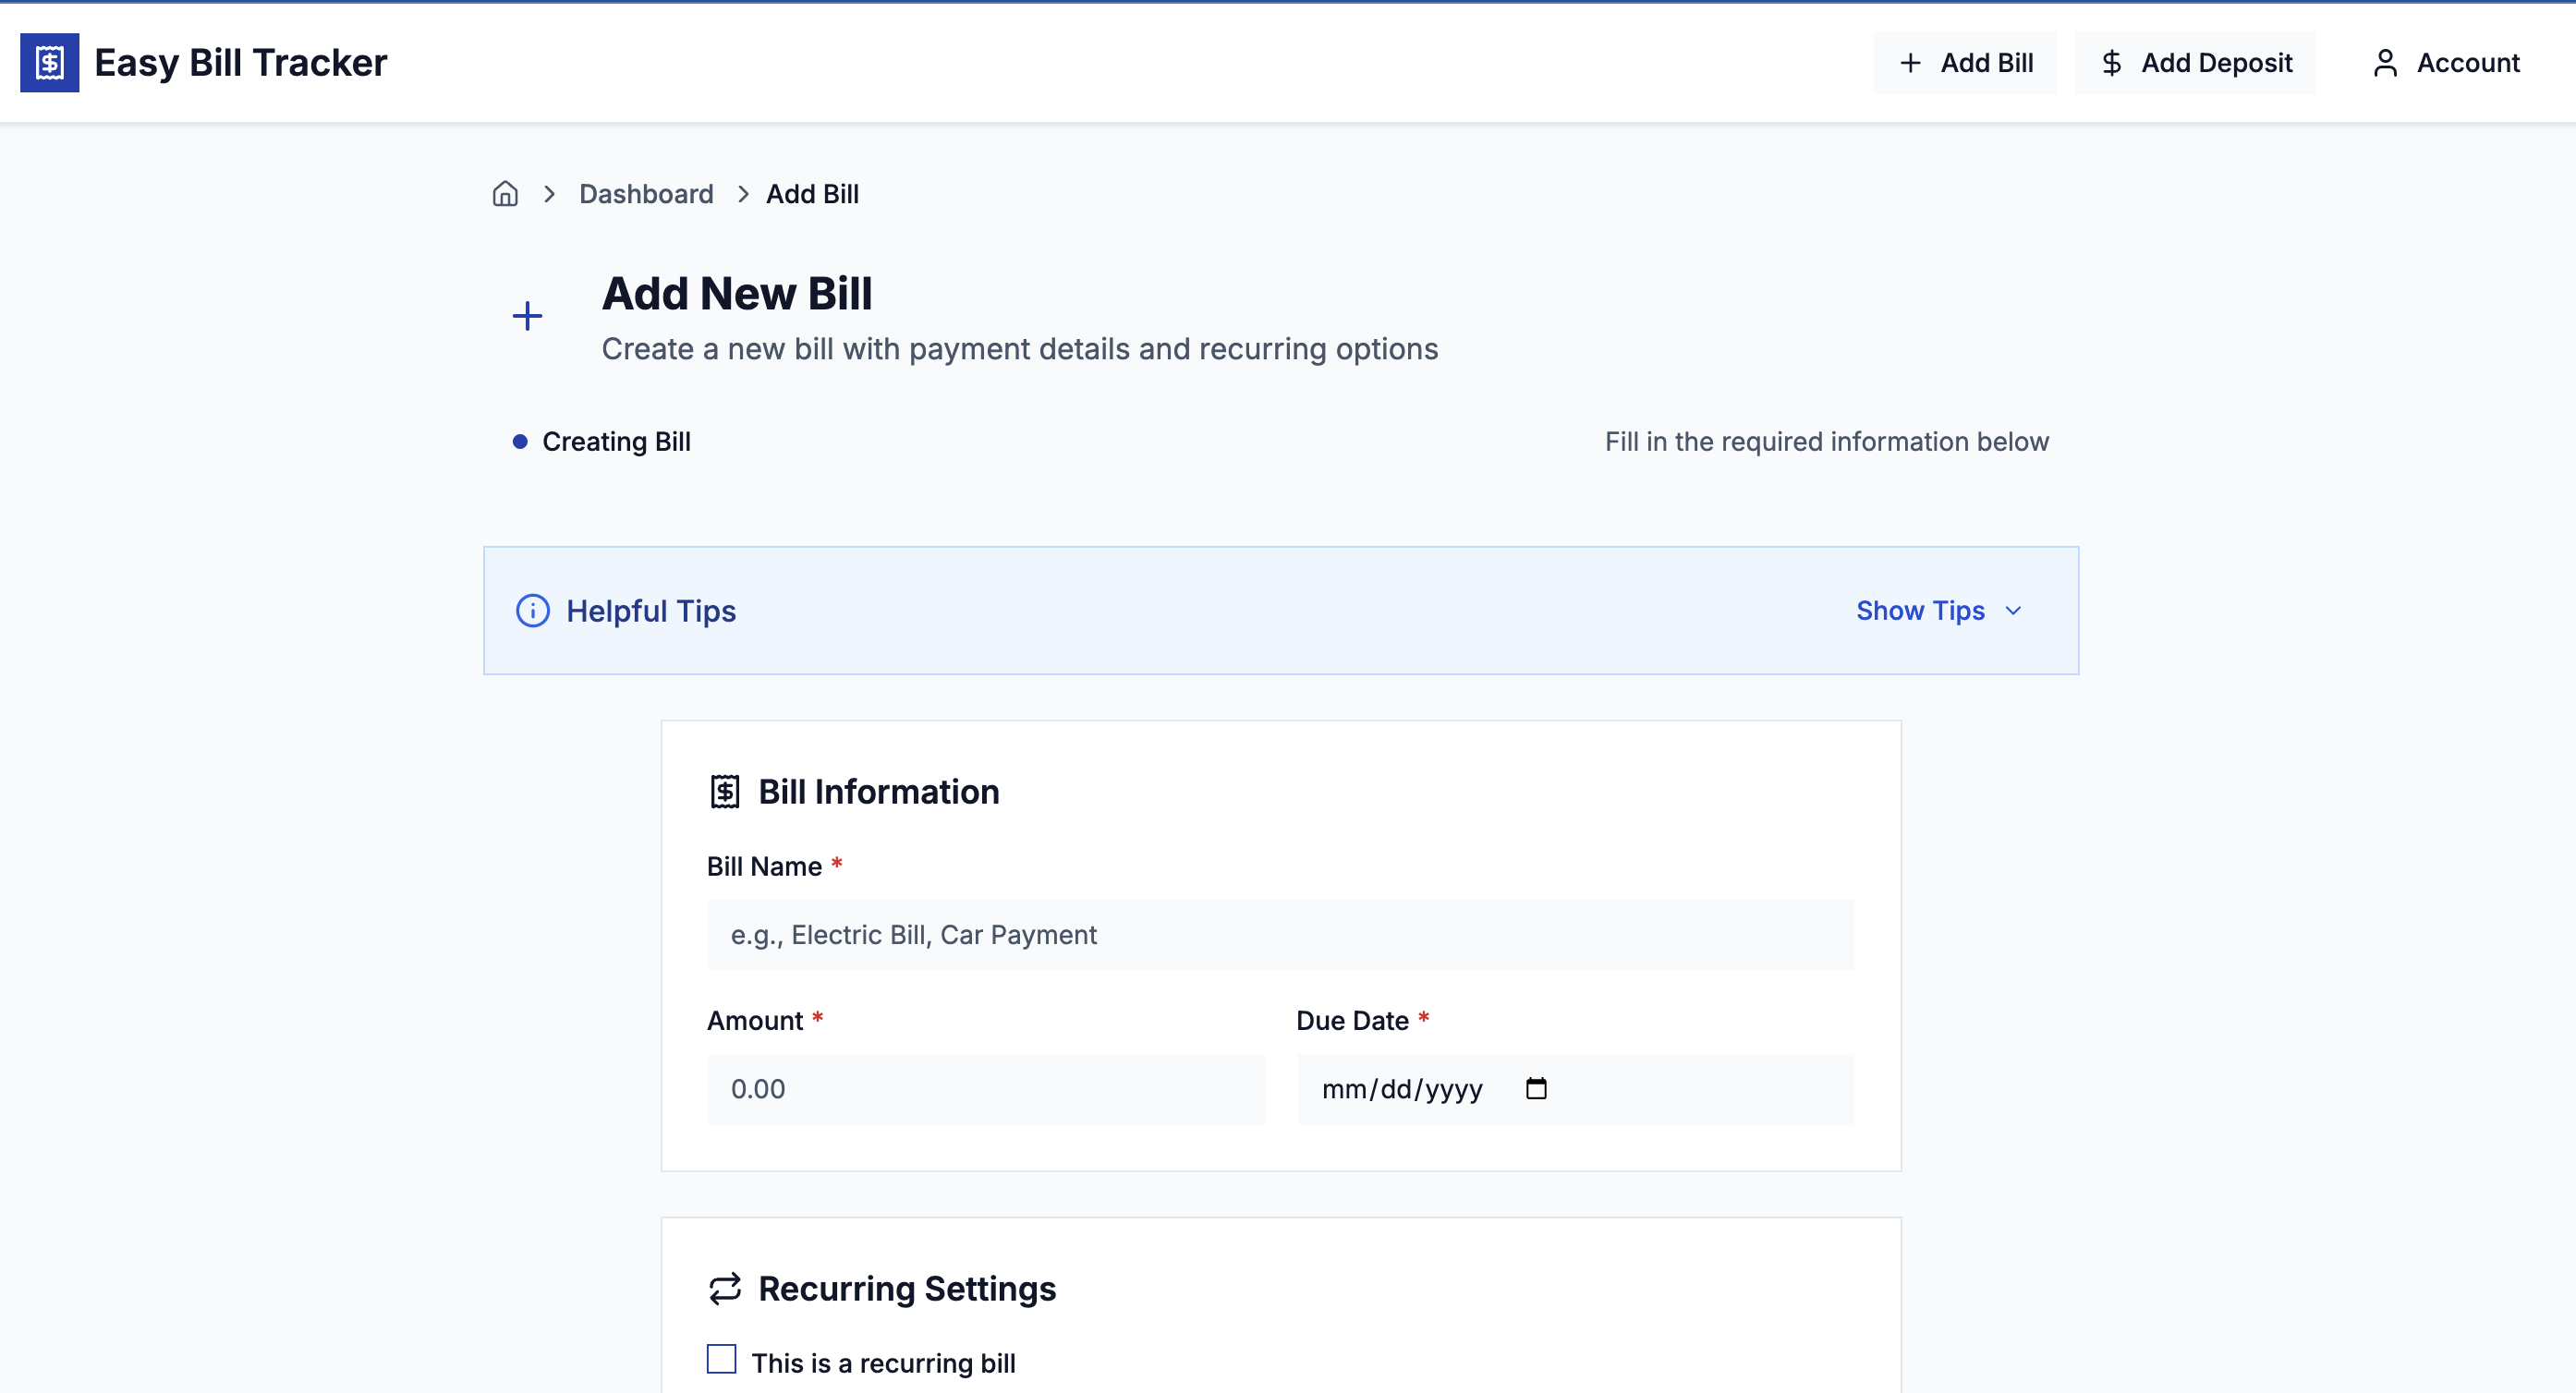 Easy Bill Tracker
Add Bill
Add Deposit
Account
Dashboard
Add Bill
Add New Bill
Create a new bill with payment details and recurring options
Creating Bill
Fill in the required information below
Helpful Tips
Show Tips
Bill Information
Bill Name *
e.g., Electric Bill, Car Payment
Amount *
Due Date *
0.00
mm/dd/yyyy
Recurring Settings
This is a recurring bill